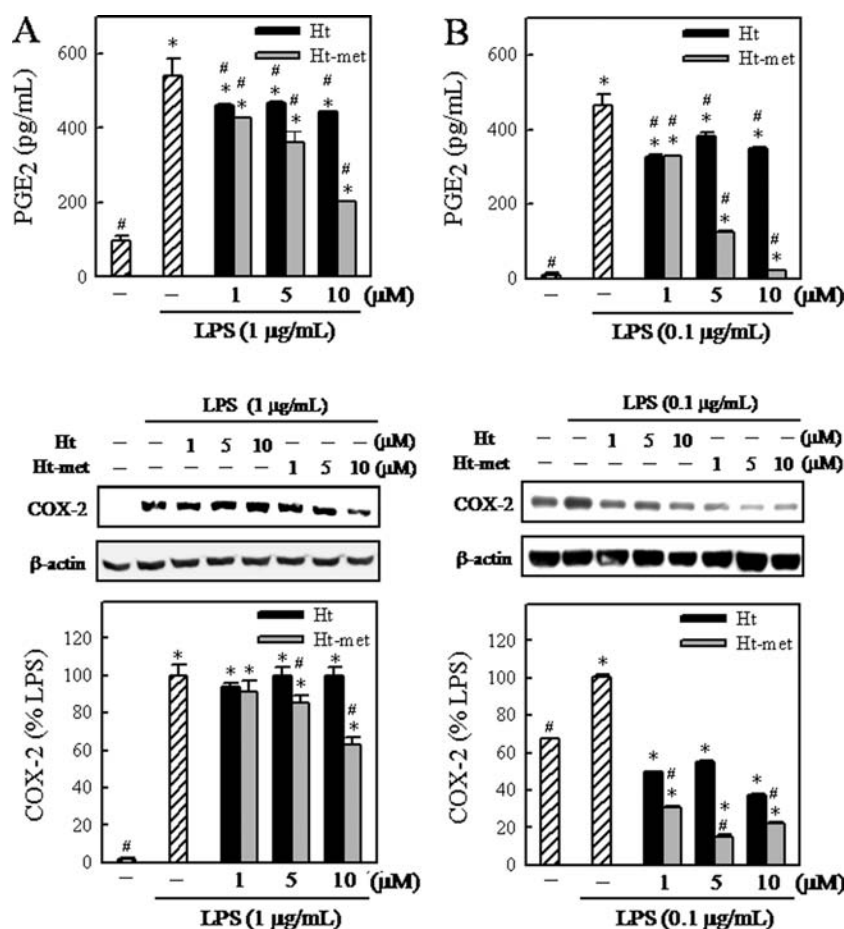 A
PGE2 (pg/mL)
600
400
200
0
Ht
Ht-met
#
*
# * # * # * # * # * # *
– – 1 5 10 (μM)
LPS (1 μg/mL)
B
PGE2 (pg/mL)
600
400
200
0
Ht
Ht-met
#
*
# * # * # * # * # * # *
– – 1 5 10 (μM)
LPS (0.1 μg/mL)
LPS (1 μg/mL)
Ht – – 1 5 10 – – – (μM)
Ht-met – – – – – 1 5 10 (μM)
COX-2
β-actin
COX-2 (% LPS)
120
100
80
60
40
20
0
Ht
Ht-met
#
*
* * * # * * # *
– – 1 5 10 (μM)
LPS (1 μg/mL)
LPS (0.1 μg/mL)
Ht – – 1 5 10 – – – (μM)
Ht-met – – – – – 1 5 10 (μM)
COX-2
β-actin
COX-2 (% LPS)
120
100
80
60
40
20
0
Ht
Ht-met
#
*
* # * * * # * # *
– – 1 5 10 (μM)
LPS (0.1 μg/mL)